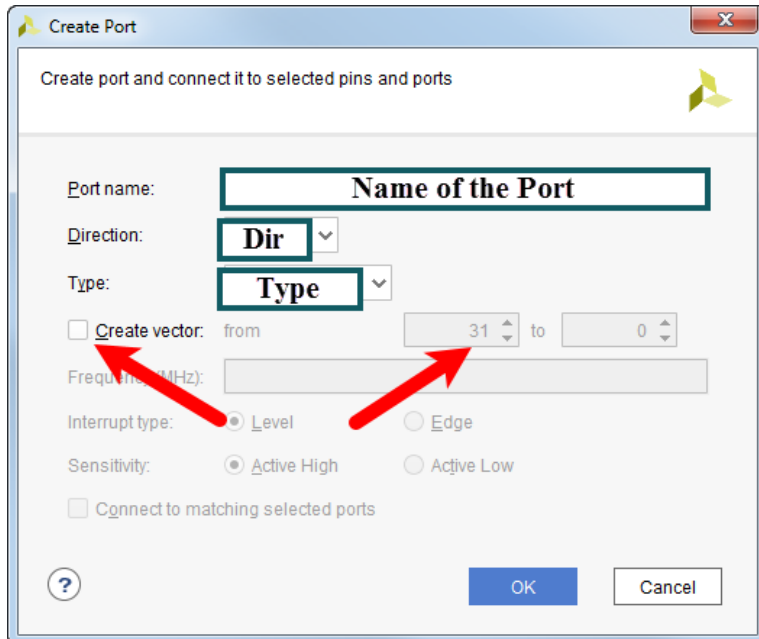 Create Port
Create port and connect it to selected pins and ports
Port name: Name of the Port
Direction: Dir
Type: Type
Create vector: from 31 to 0
Frequency (MHz):
Interrupt type: Level Edge
Sensitivity: Active High Active Low
Connect to matching selected ports
? OK Cancel